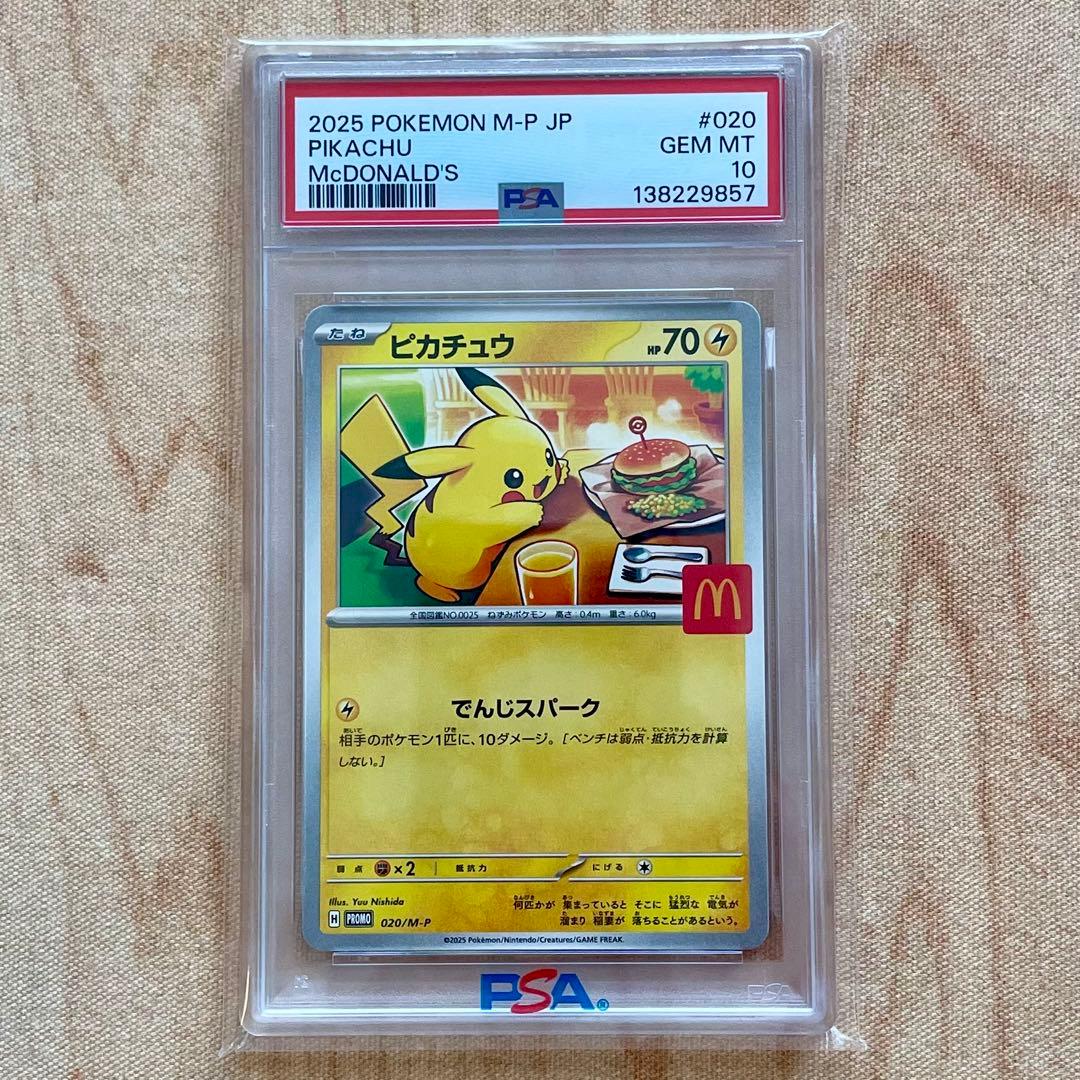 2025 POKEMON M-P JP #020
PIKACHU GEM MT
McDONALD'S 10
PSA 138229857
たね ピカチュウ HP70
全国図鑑NO.0025 ねずみポケモン 高さ:0.4m 重さ:6.0kg
M
でんじスパーク
相手のポケモン1匹に、10ダメージ。[ベンチは弱点・抵抗力を計算
しない。]
弱点 ×2 抵抗力 にげる
Illus. Yuu Nishida
何匹かが 集まっていると そこに 猛烈な 電気が
溜まり 稲妻が 落ちることがあるという。
H PROMO 020/M-P
©2025 Pokémon/Nintendo/Creatures/GAME FREAK.
PSA
PSA